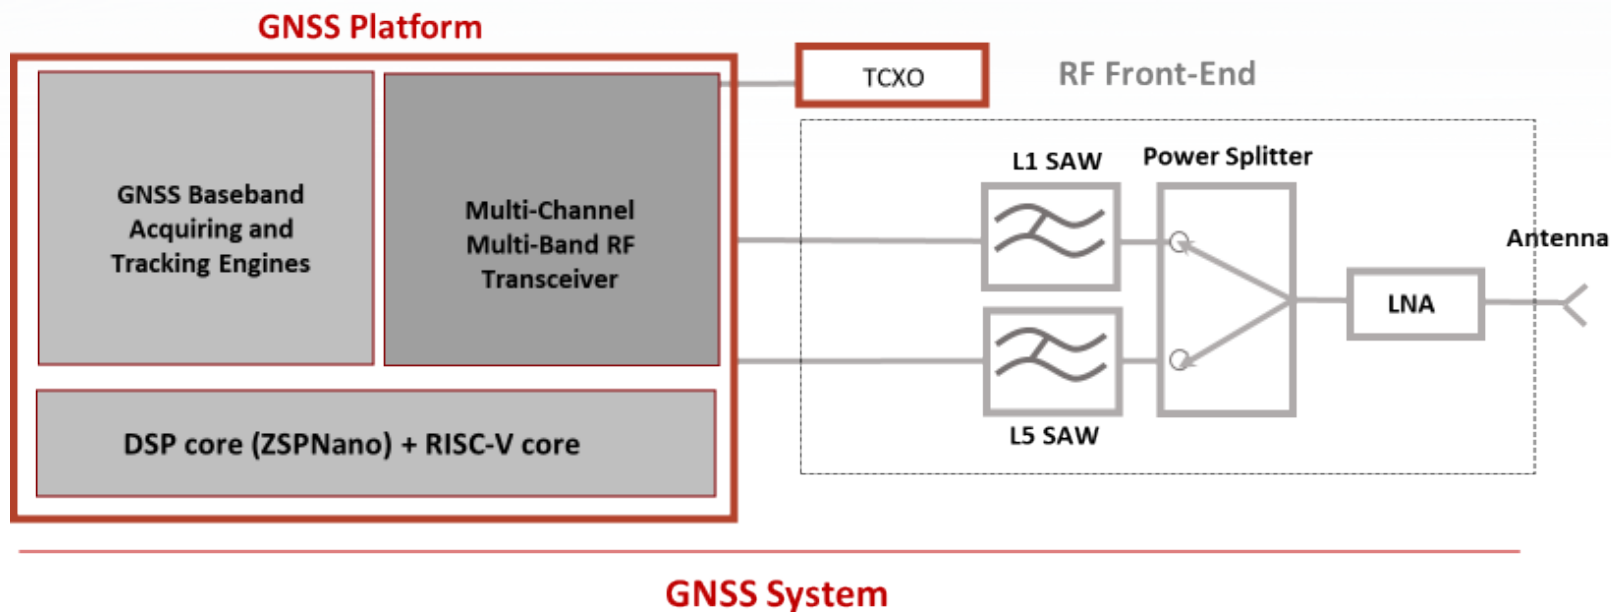 GNSS Platform
TCXO
RF Front-End
GNSS Baseband
Acquiring and
Tracking Engines
Multi-Channel
Multi-Band RF
Transceiver
L1 SAW
Power Splitter
Antenna
LNA
L5 SAW
DSP core (ZSPNano) + RISC-V core
GNSS System